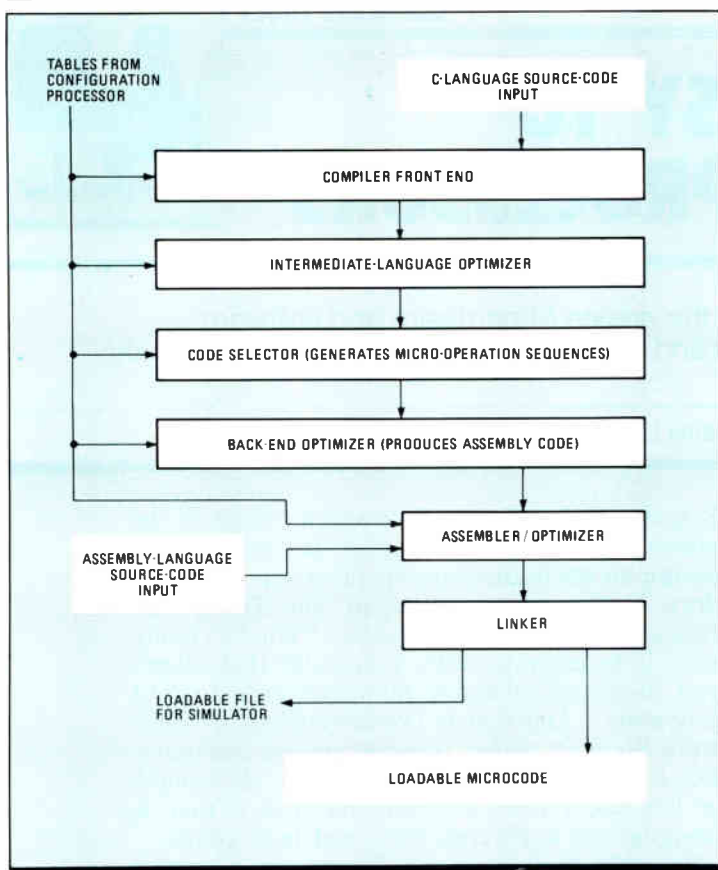 TABLES FROM
CONFIGURATION
PROCESSOR
C-LANGUAGE SOURCE-CODE
INPUT
COMPILER FRONT END
INTERMEDIATE-LANGUAGE OPTIMIZER
CODE SELECTOR (GENERATES MICRO-OPERATION SEQUENCES)
BACK-END OPTIMIZER (PRODUCES ASSEMBLY CODE)
ASSEMBLER/OPTIMIZER
ASSEMBLY-LANGUAGE
SOURCE-CODE
INPUT
LINKER
LOADABLE FILE
FOR SIMULATOR
LOADABLE MICROCODE